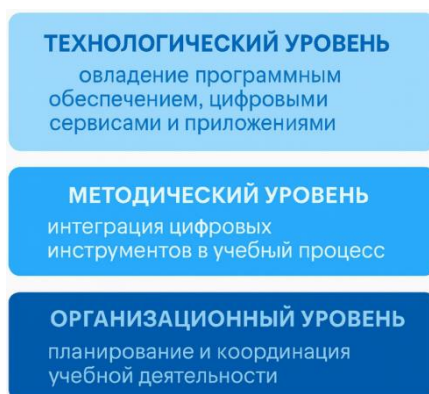 ТЕХНОЛОГИЧЕСКИЙ УРОВЕНЬ
овладение программным
обеспечением, цифровыми
сервисами и приложениями
МЕТОДИЧЕСКИЙ УРОВЕНЬ
интеграция цифровых
инструментов в учебный процесс
ОРГАНИЗАЦИОННЫЙ УРОВЕНЬ
планирование и координация
учебной деятельности